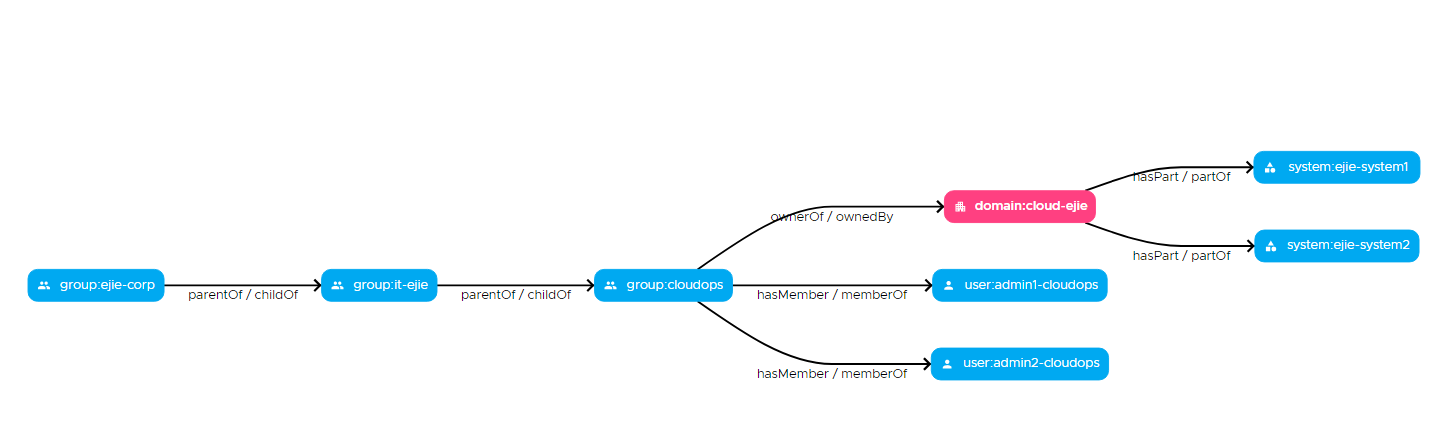 system:ejie-system1
hasPart / partOf
domain:cloud-ejie
ownerOf / ownedBy
system:ejie-system2
hasPart / partOf
group:ejie-corp
parentOf / childOf
group:it-ejie
parentOf / childOf
group:cloudops
hasMember / memberOf
user:admin1-cloudops
user:admin2-cloudops
hasMember / memberOf